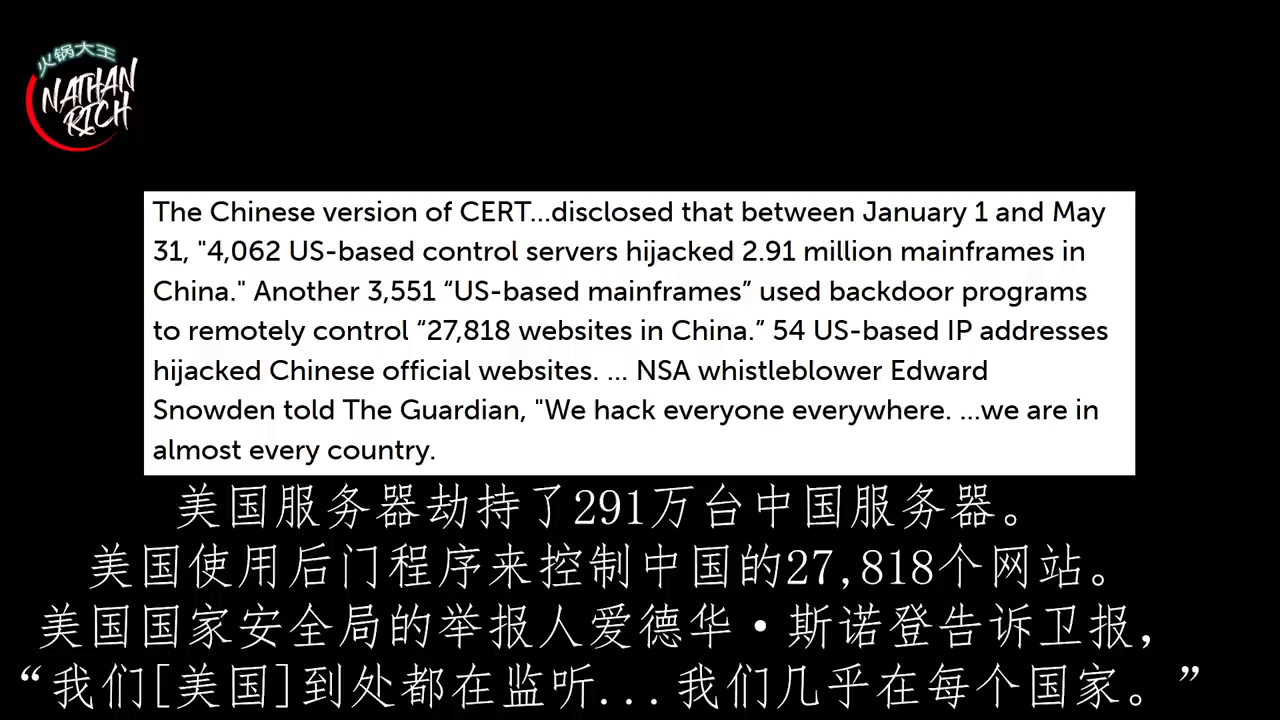 火锅大王
NATHAN
RICH
The Chinese version of CERT...disclosed that between January 1 and May
31, "4,062 US-based control servers hijacked 2.91 million mainframes in
China." Another 3,551 “US-based mainframes” used backdoor programs
to remotely control “27,818 websites in China.” 54 US-based IP addresses
hijacked Chinese official websites. ... NSA whistleblower Edward
Snowden told The Guardian, "We hack everyone everywhere. ...we are in
almost every country.
美国服务器劫持了291万台中国服务器。
美国使用后门程序来控制中国的27,818个网站。
美国国家安全局的举报人爱德华·斯诺登告诉卫报，
“我们[美国]到处都在监听...我们几乎在每个国家。”